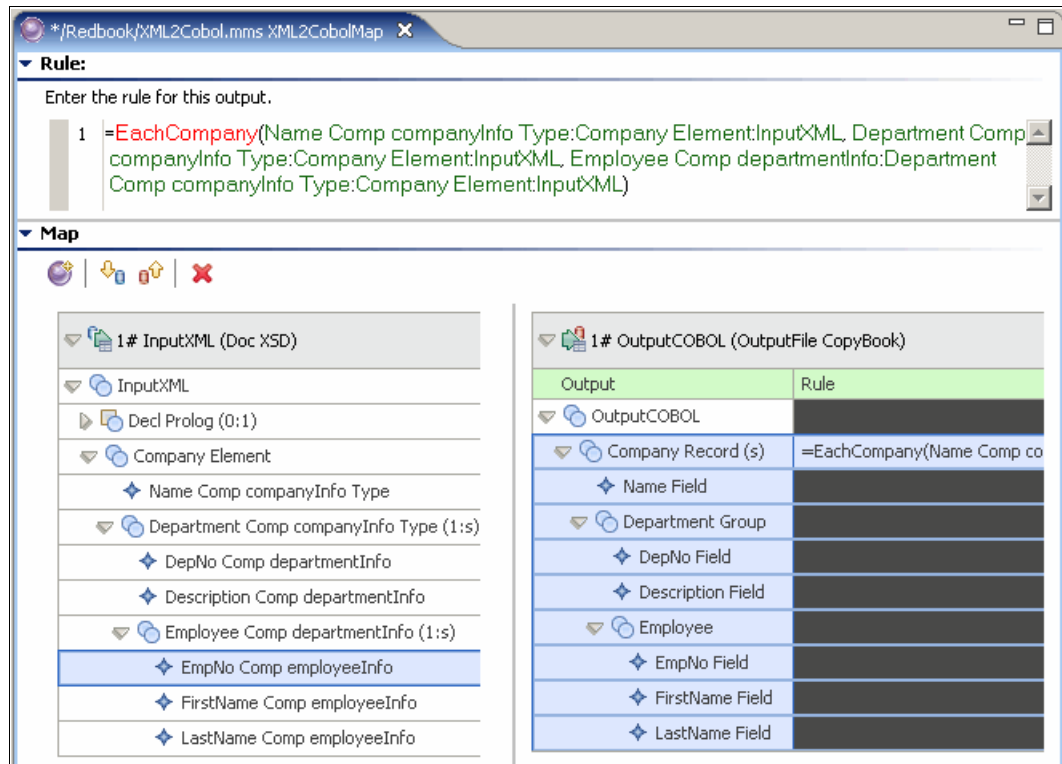 */Redbook/XML2Cobol.mms XML2CobolMap
Rule:
Enter the rule for this output.
1 =EachCompany(Name Comp companyInfo Type:Company Element:InputXML, Department Comp
companyInfo Type:Company Element:InputXML, Employee Comp departmentInfo:Department
Comp companyInfo Type:Company Element:InputXML)
Map
1# InputXML (Doc XSD)
InputXML
Decl Prolog (0:1)
Company Element
Name Comp companyInfo Type
Department Comp companyInfo Type (1:s)
DepNo Comp departmentInfo
Description Comp departmentInfo
Employee Comp departmentInfo (1:s)
EmpNo Comp employeeInfo
FirstName Comp employeeInfo
LastName Comp employeeInfo
1# OutputCOBOL (OutputFile CopyBook)
Output Rule
OutputCOBOL
Company Record (s) =EachCompany(Name Comp co
Name Field
Department Group
DepNo Field
Description Field
Employee
EmpNo Field
FirstName Field
LastName Field